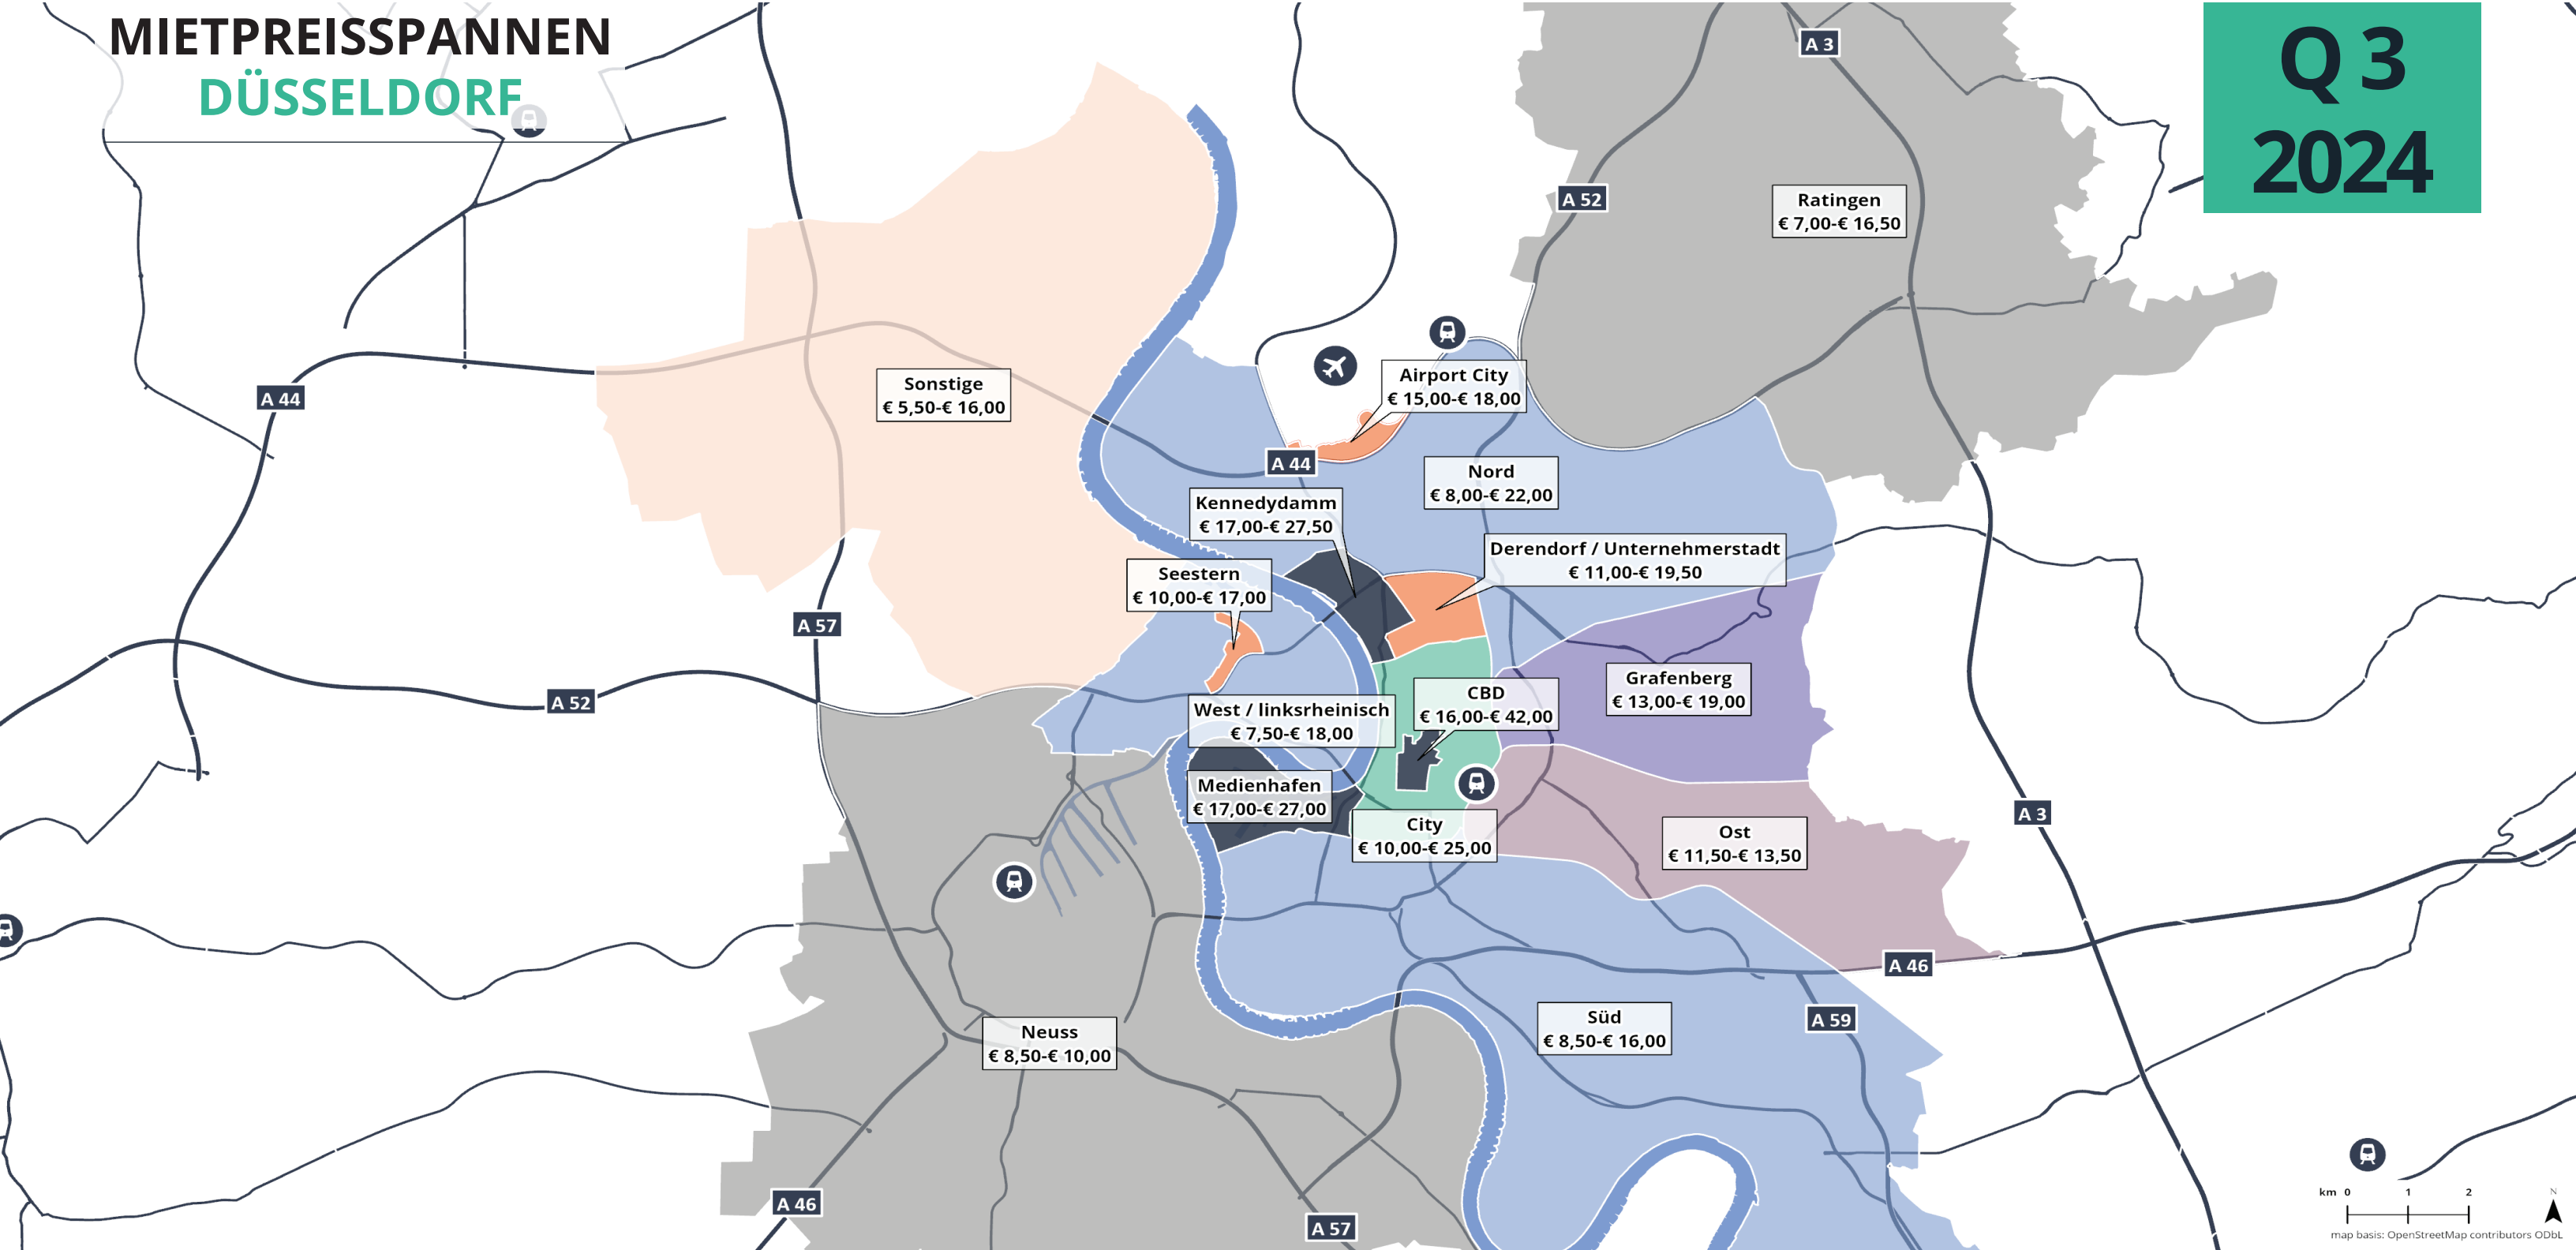 MIETPREISSPANNEN
DÜSSELDORF
Q 3
2024
A 3
A 52
Ratingen
€ 7,00-€ 16,50
Sonstige
€ 5,50-€ 16,00
A 44
Airport City
€ 15,00-€ 18,00
A 44
Nord
€ 8,00-€ 22,00
Kennedydamm
€ 17,00-€ 27,50
Derendorf / Unternehmerstadt
€ 11,00-€ 19,50
Seestern
€ 10,00-€ 17,00
A 57
A 52
Grafenberg
€ 13,00-€ 19,00
CBD
€ 16,00-€ 42,00
West / linksrheinisch
€ 7,50-€ 18,00
Medienhafen
€ 17,00-€ 27,00
City
€ 10,00-€ 25,00
Ost
€ 11,50-€ 13,50
A 3
A 46
Süd
€ 8,50-€ 16,00
A 59
Neuss
€ 8,50-€ 10,00
A 46
A 57
km 0 1 2
N
map basis: OpenStreetMap contributors ODbL